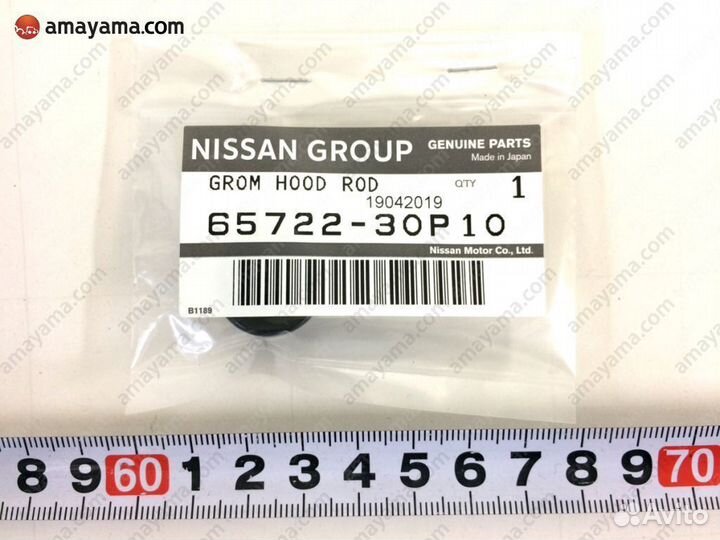 amayama.com
NISSAN GROUP
GENUINE PARTS
Made in Japan
GROM HOOD ROD
QTY 1
19042019
65722-30P10
Nissan Motor Co., Ltd.
B1189
8 9 60 1 2 3 4 5 6 7 8 9 70
Avito